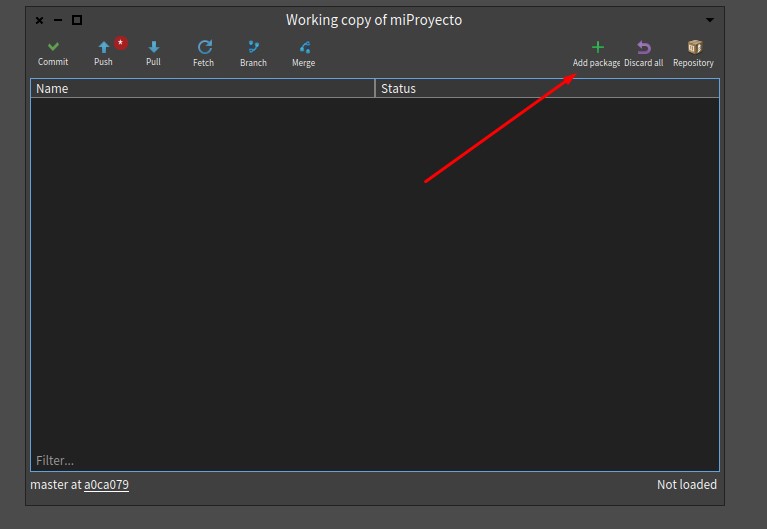 Working copy of miProyecto
Commit Push * Pull Fetch Branch Merge Add package Discard all Repository
Name Status
Filter...
master at a0ca079 Not loaded